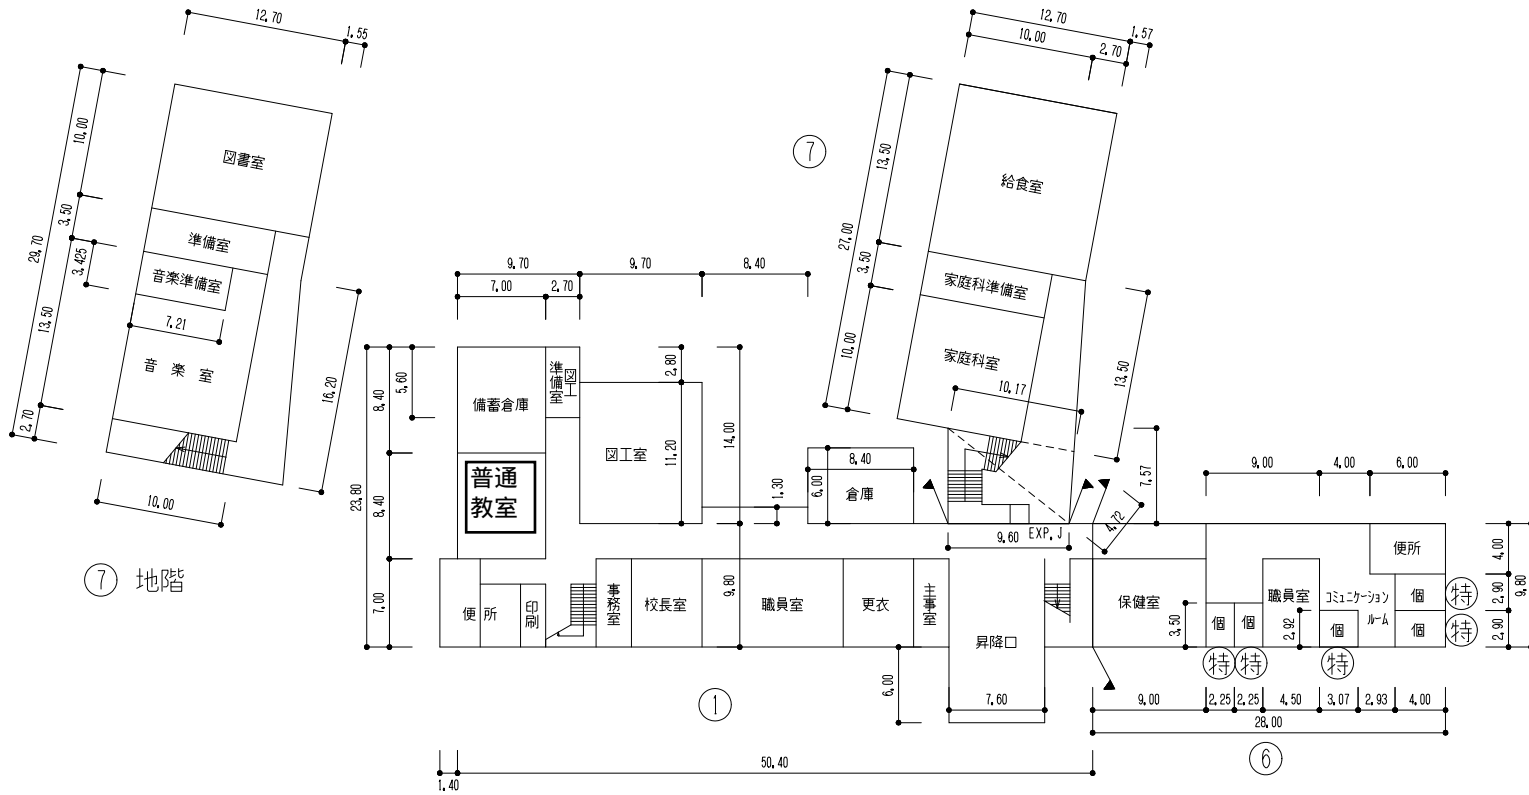 12.70
1.55
10.00
3.50
29.70
3.425
13.50
2.70
図書室
準備室
音楽準備室
7.21
音 楽 室
16.20
10.00
⑦ 地階
12.70
10.00
2.70
1.57
⑦
13.50
27.00
3.50
10.00
給食室
家庭科準備室
家庭科室
10.17
13.50
9.70
9.70
8.40
7.00
2.70
23.80
8.40
5.60
8.40
7.00
備蓄倉庫
図工
準備室
普通
教室
図工室
2.80
11.20
14.00
1.30
9.80
6.00
8.40
倉庫
9.60
EXP.J
7.57
4.72
便 所
印刷
事務室
校長室
職員室
更衣
主事室
昇降口
6.00
7.60
保健室
3.50
個
個
職員室
2.92
コミュニケーション
ルーム
個
便所
個
個
特
特
特
特
特
9.00
4.00
6.00
4.00
2.90
2.90
9.80
9.00
2.25
2.25
4.50
3.07
2.93
4.00
28.00
①
⑥
50.40
1.40